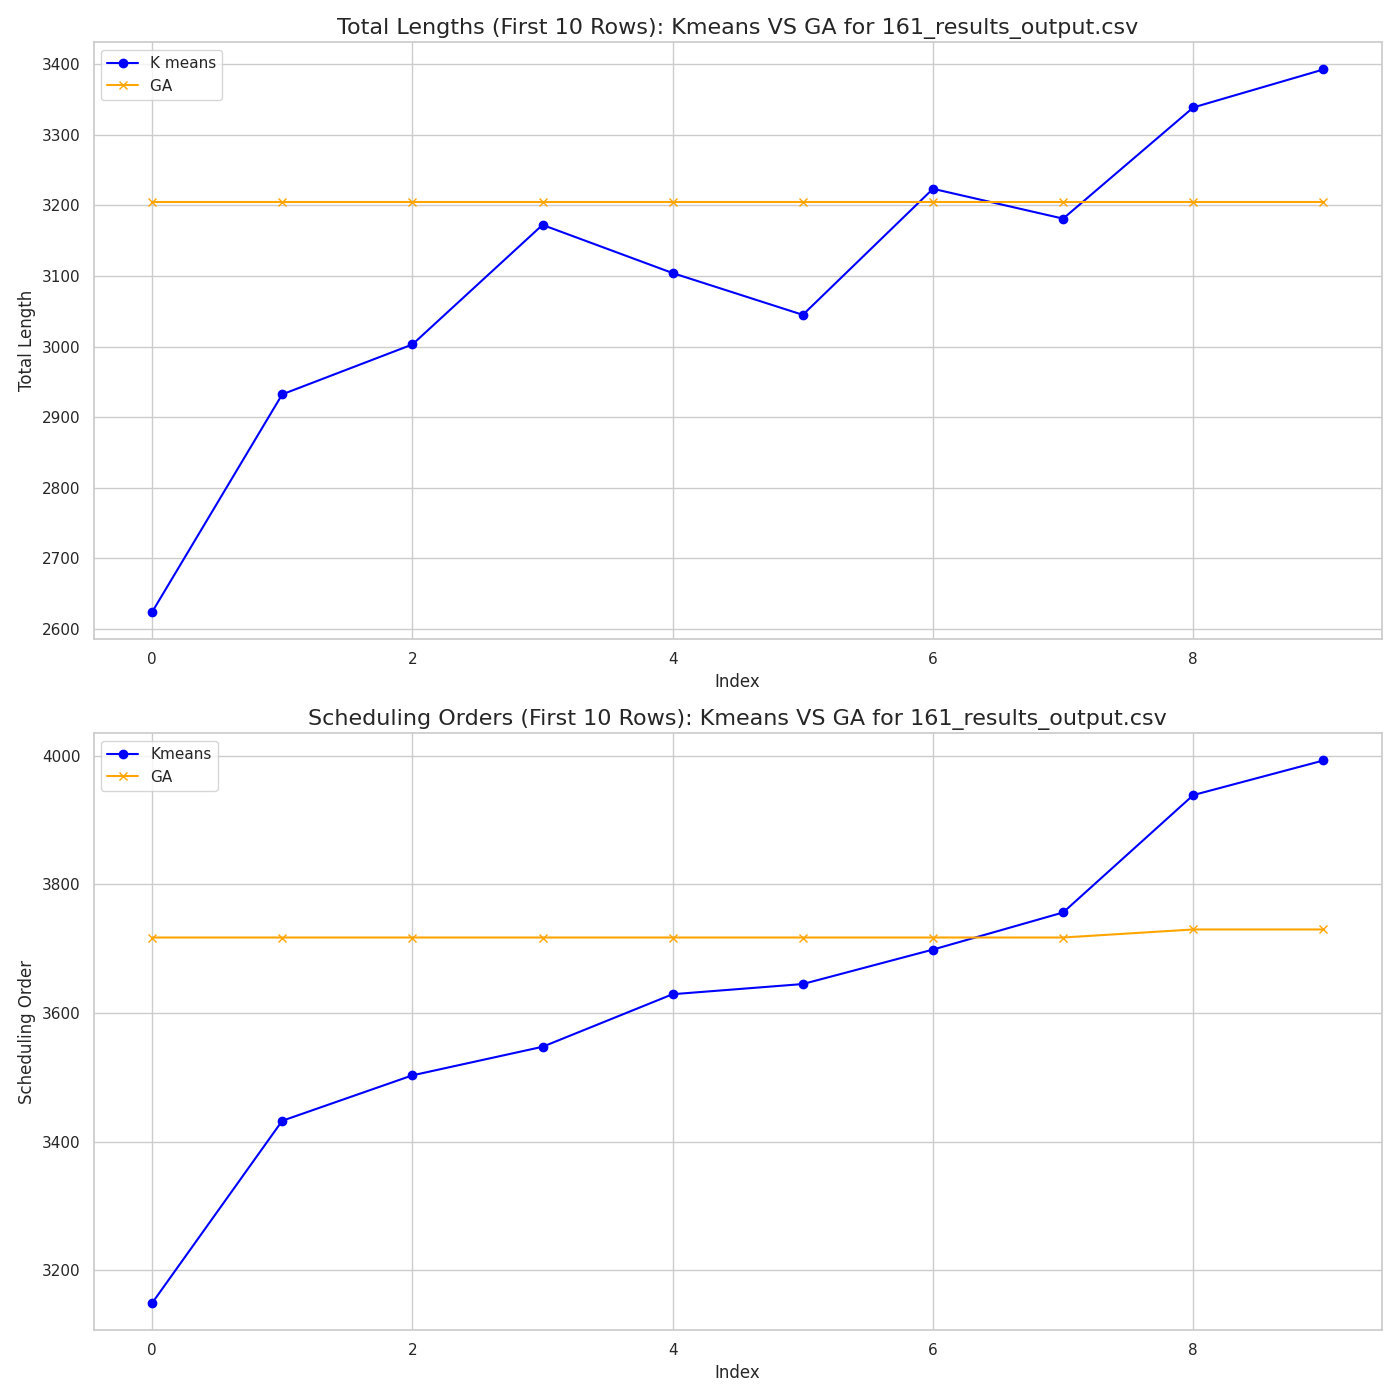 Total Lengths (First 10 Rows): Kmeans VS GA for 161_results_output.csv
K means
GA
3400
3300
3200
3100
3000
2900
2800
2700
2600
Total Length
0 2 4 6 8
Index
Scheduling Orders (First 10 Rows): Kmeans VS GA for 161_results_output.csv
Kmeans
GA
4000
3800
3600
3400
3200
Scheduling Order
0 2 4 6 8
Index